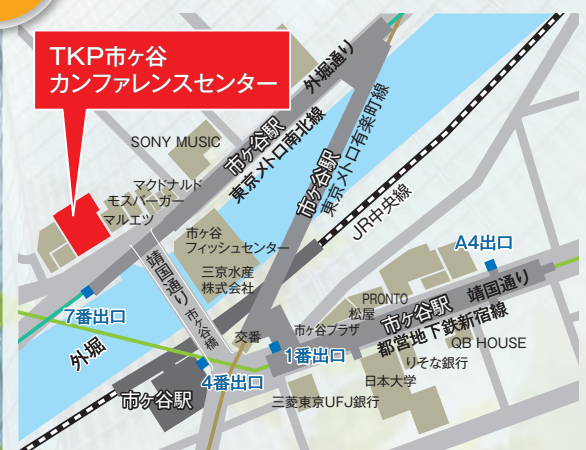 TKP市ヶ谷
カンファレンスセンター
外堀通り
市ヶ谷駅
東京メトロ南北線
SONY MUSIC
マクドナルド
モスバーガー
マルエツ
市ヶ谷駅
東京メトロ有楽町線
JR中央線
市ヶ谷
フィッシュセンター
三京水産
株式会社
靖国通り
市ヶ谷橋
A4出口
7番出口
外堀
PRONTO
松屋
市ヶ谷駅
靖国通り
都営地下鉄新宿線
市ヶ谷プラザ
交番
1番出口
4番出口
QB HOUSE
りそな銀行
日本大学
市ヶ谷駅
三菱東京UFJ銀行